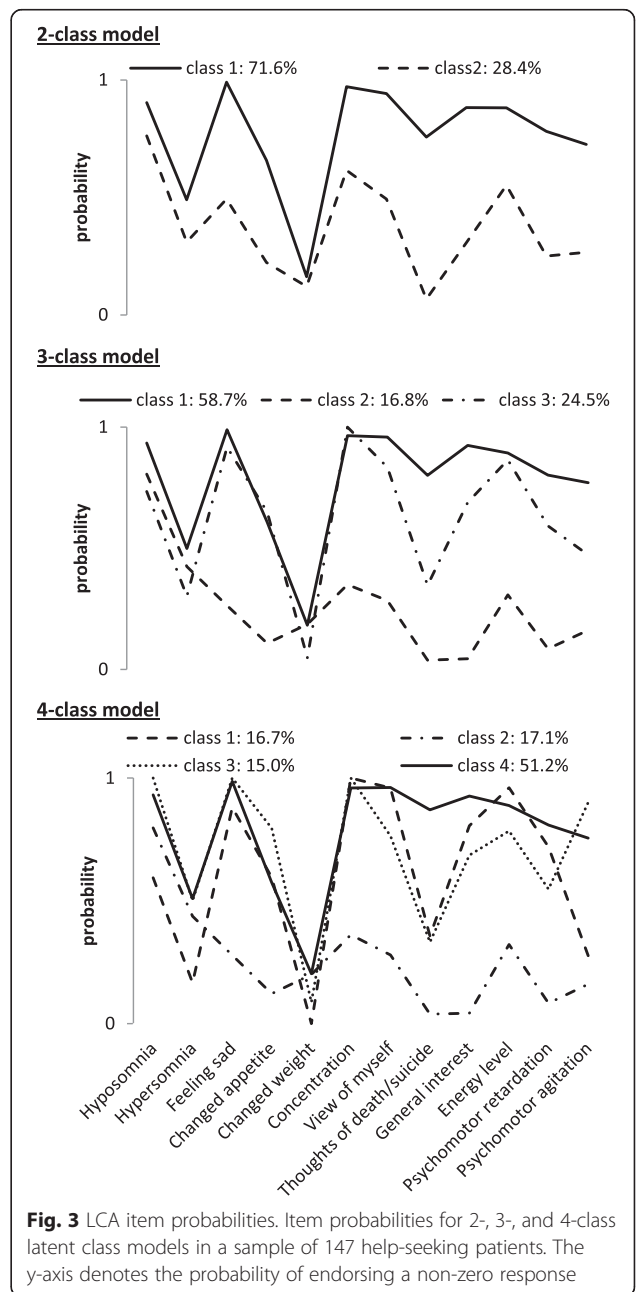 2-class model
class 1: 71.6% class2: 28.4%
1
probability
0
3-class model
class 1: 58.7% class 2: 16.8% class 3: 24.5%
1
probability
0
4-class model
class 1: 16.7% class 2: 17.1%
class 3: 15.0% class 4: 51.2%
1
probability
0
Hyposomnia
Hypersomnia
Feeling sad
Changed appetite
Changed weight
Concentration
View of myself
Thoughts of death/suicide
General interest
Energy level
Psychomotor retardation
Psychomotor agitation
Fig. 3 LCA item probabilities. Item probabilities for 2-, 3-, and 4-class
latent class models in a sample of 147 help-seeking patients. The
y-axis denotes the probability of endorsing a non-zero response